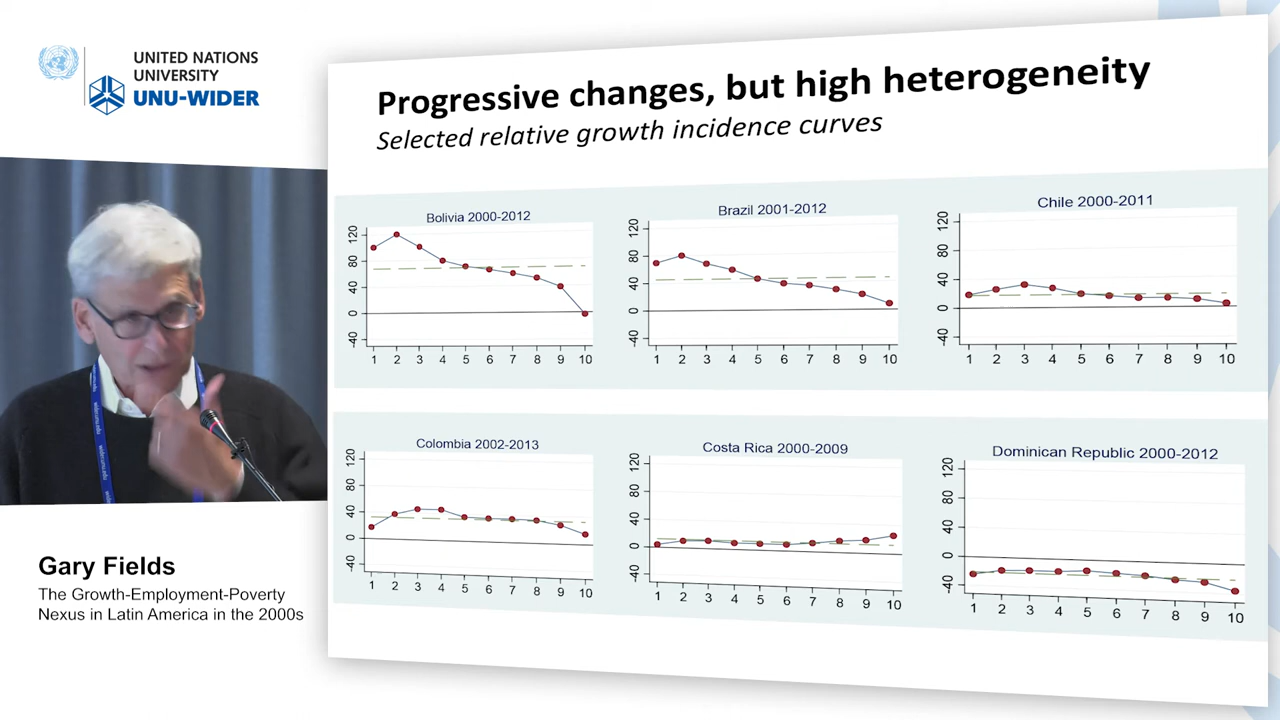 UNITED NATIONS
UNIVERSITY
UNU-WIDER
Progressive changes, but high heterogeneity
Selected relative growth incidence curves
Bolivia 2000-2012
120
80
40
0
-40
1 2 3 4 5 6 7 8 9 10
Brazil 2001-2012
120
80
40
0
-40
1 2 3 4 5 6 7 8 9 10
Chile 2000-2011
120
80
40
0
-40
1 2 3 4 5 6 7 8 9 10
Colombia 2002-2013
120
80
40
0
-40
1 2 3 4 5 6 7 8 9 10
Costa Rica 2000-2009
120
80
40
0
-40
1 2 3 4 5 6 7 8 9 10
Dominican Republic 2000-2012
120
80
40
0
-40
1 2 3 4 5 6 7 8 9 10
Gary Fields
The Growth-Employment-Poverty
Nexus in Latin America in the 2000s